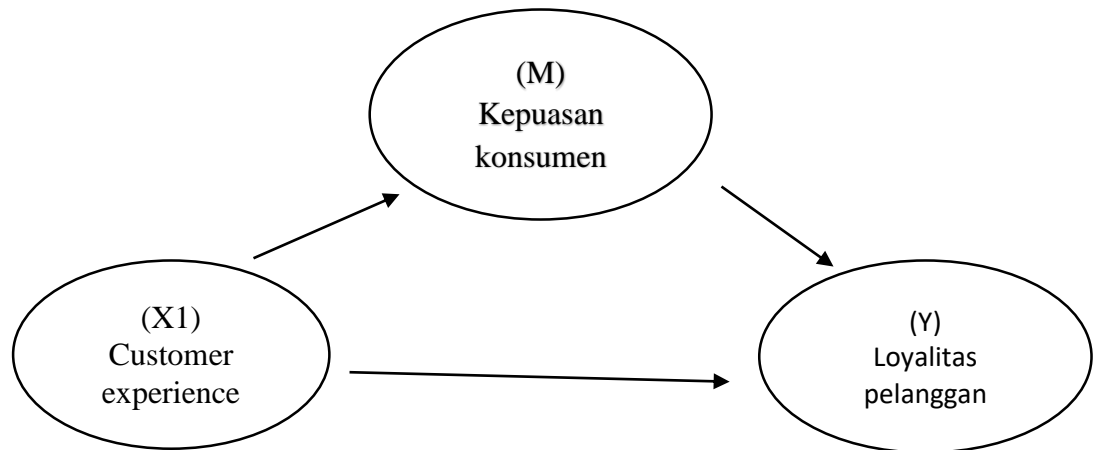 (M)
Kepuasan
konsumen
(X1)
Customer
experience
(Y)
Loyalitas
pelanggan